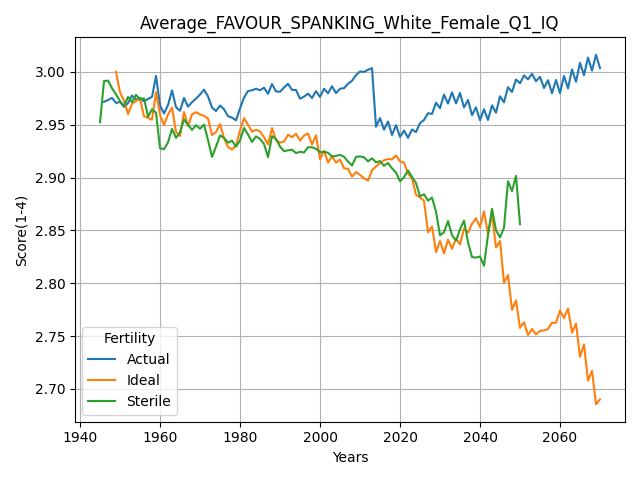 Average_FAVOUR_SPANKING_White_Female_Q1_IQ
Score(1-4)
3.00
2.95
2.90
2.85
2.80
2.75
2.70
Fertility
Actual
Ideal
Sterile
1940 1960 1980 2000 2020 2040 2060
Years